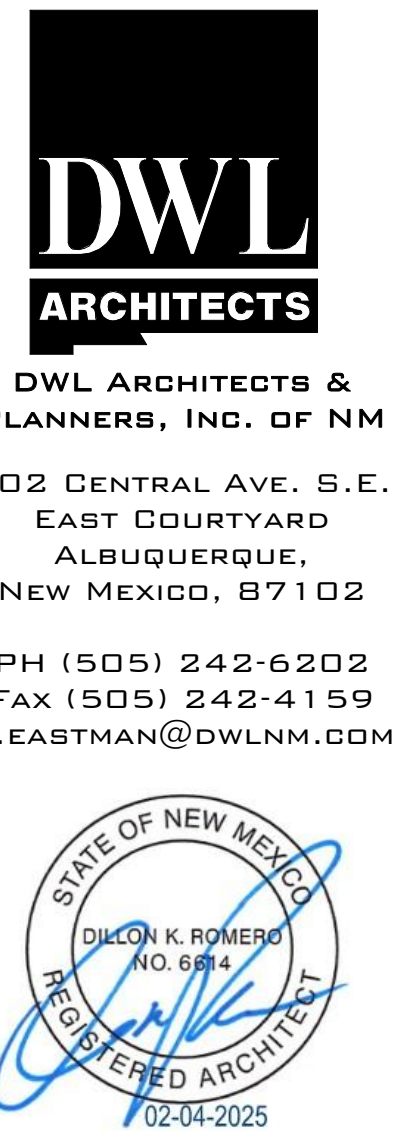 DWL
ARCHITECTS
DWL ARCHITECTS &
PLANNERS, INC. OF NM
02 CENTRAL AVE. S.E.
EAST COURTYARD
ALBUQUERQUE,
NEW MEXICO, 87102
PH (505) 242-6202
FAX (505) 242-4159
.EASTMAN@DWLNM.COM
STATE OF NEW MEXICO
DILLON K. ROMERO
NO. 6614
REGISTERED ARCHITECT
02-04-2025